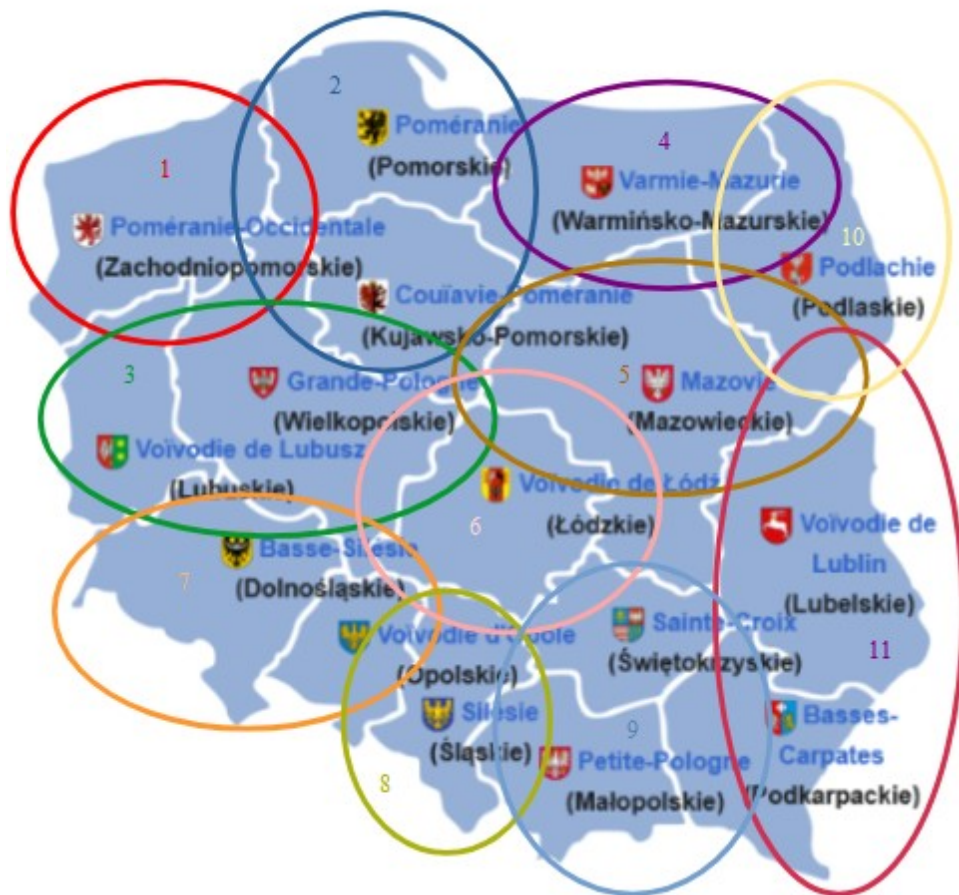 2
Poméranie
(Pomorskie)
1
4
Varmie-Mazurie
(Warmińsko-Mazurskie)
Poméranie-Occidentale
(Zachodniopomorskie)
10
Podlachie
(Podlaskie)
Couïavie-Poméranie
(Kujawsko-Pomorskie)
3
Grande-Pologne
(Wielkopolskie)
5
Mazovie
(Mazowieckie)
Voïvodie de Lubusz
(Lubuskie)
Voïvodie de Łódź
(Łódzkie)
6
Voïvodie de
Lublin
(Lubelskie)
7
Basse-Silésie
(Dolnośląskie)
Voïvodie d'Opole
(Opolskie)
Sainte-Croix
(Świętokrzyskie)
11
Silésie
(Śląskie)
8
9
Petite-Pologne
(Małopolskie)
Basses-
Carpates
(Podkarpackie)